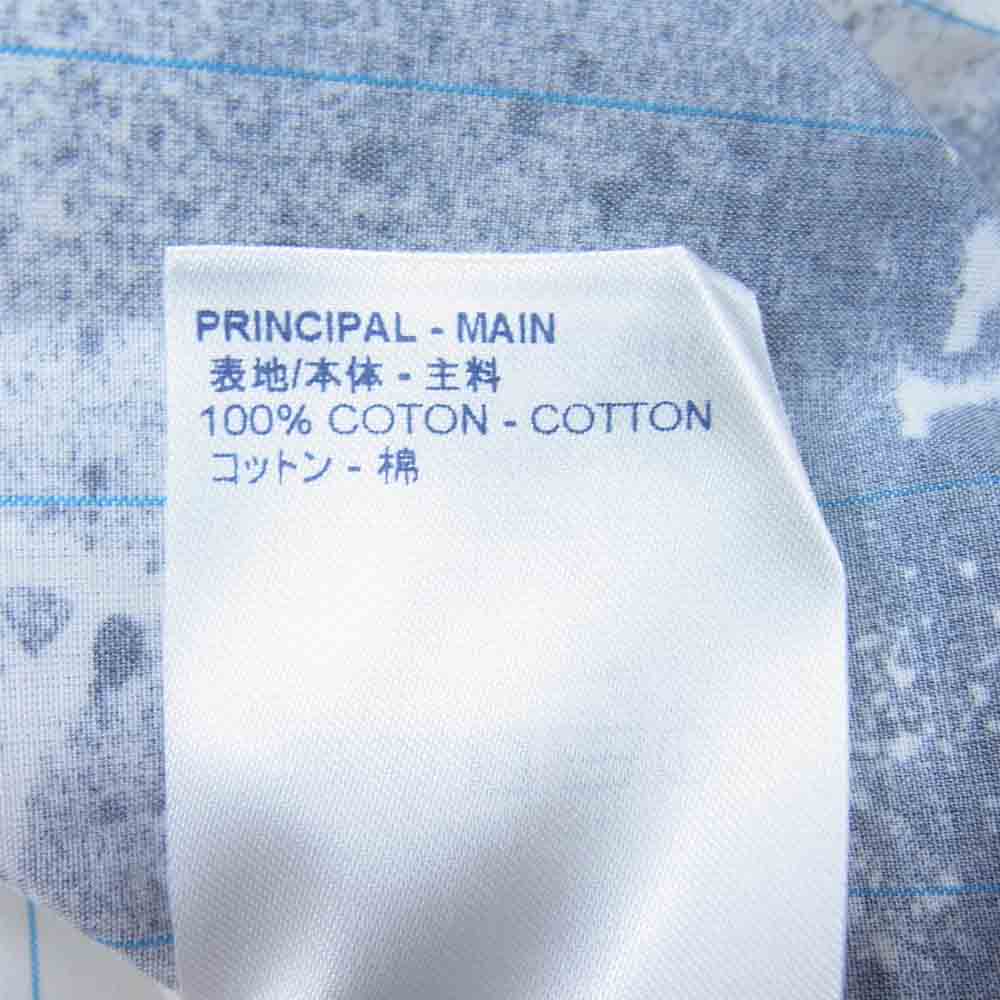 PRINCIPAL - MAIN
表地/本体 - 主料
100% COTON - COTTON
コットン - 棉